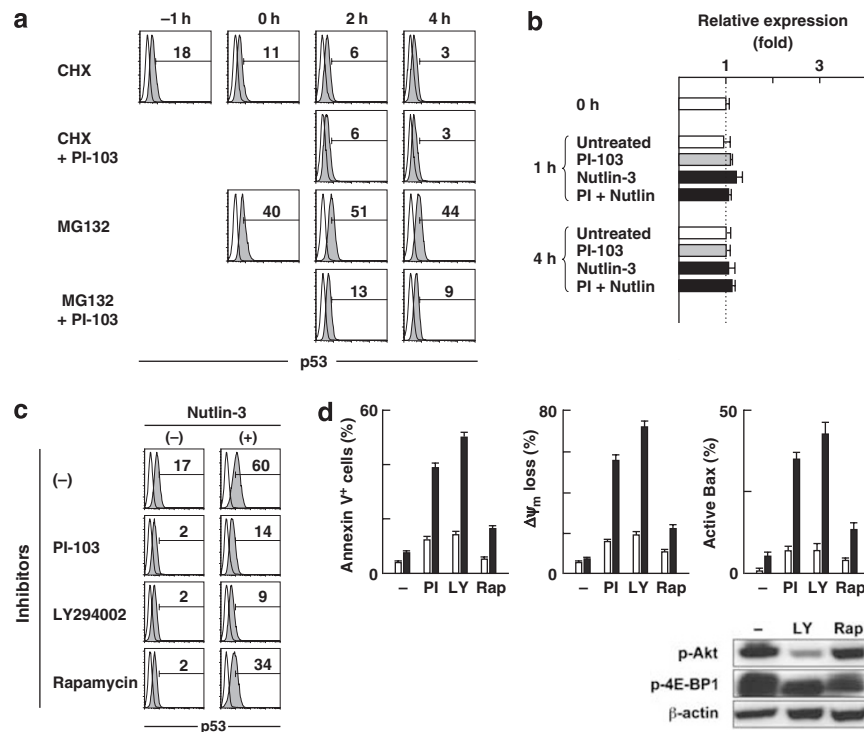 a
–1 h 0 h 2 h 4 h
CHX 18 11 6 3
CHX
+ PI-103 6 3
MG132 40 51 44
MG132
+ PI-103 13 9
p53
b
Relative expression
(fold)
1 3
0 h
1 h
Untreated
PI-103
Nutlin-3
PI + Nutlin
4 h
Untreated
PI-103
Nutlin-3
PI + Nutlin
c
Nutlin-3
(–) (+)
Inhibitors
(–) 17 60
PI-103 2 14
LY294002 2 9
Rapamycin 2 34
p53
d
Annexin V⁺ cells (%)
60
0
– PI LY Rap
ΔΨm loss (%)
80
0
– PI LY Rap
Active Bax (%)
50
0
– PI LY Rap
– LY Rap
p-Akt
p-4E-BP1
β-actin